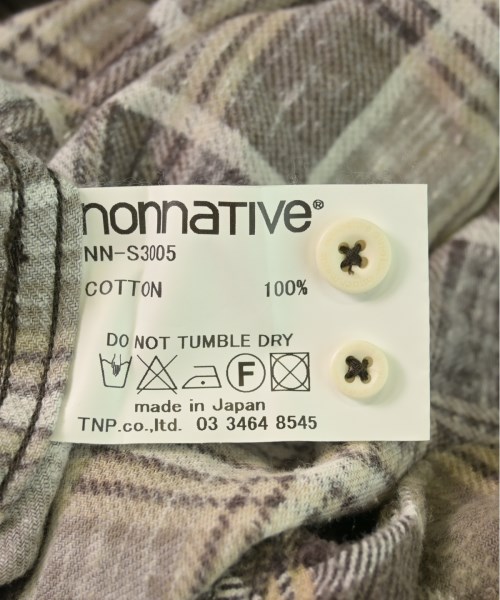 nonnative®
NN-S3005
COTTON 100%
DO NOT TUMBLE DRY
F
made in Japan
TNP.co.,ltd. 03 3464 8545